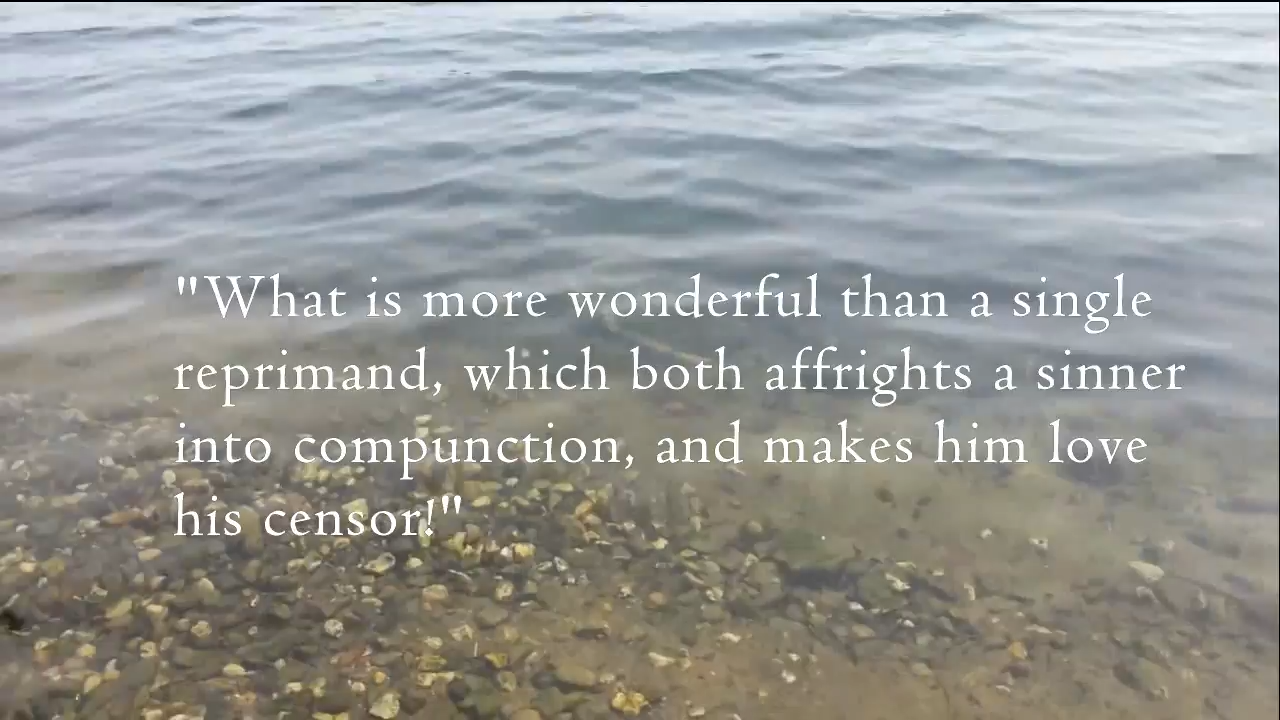 "What is more wonderful than a single
reprimand, which both affrights a sinner
into compunction, and makes him love
his censor!"